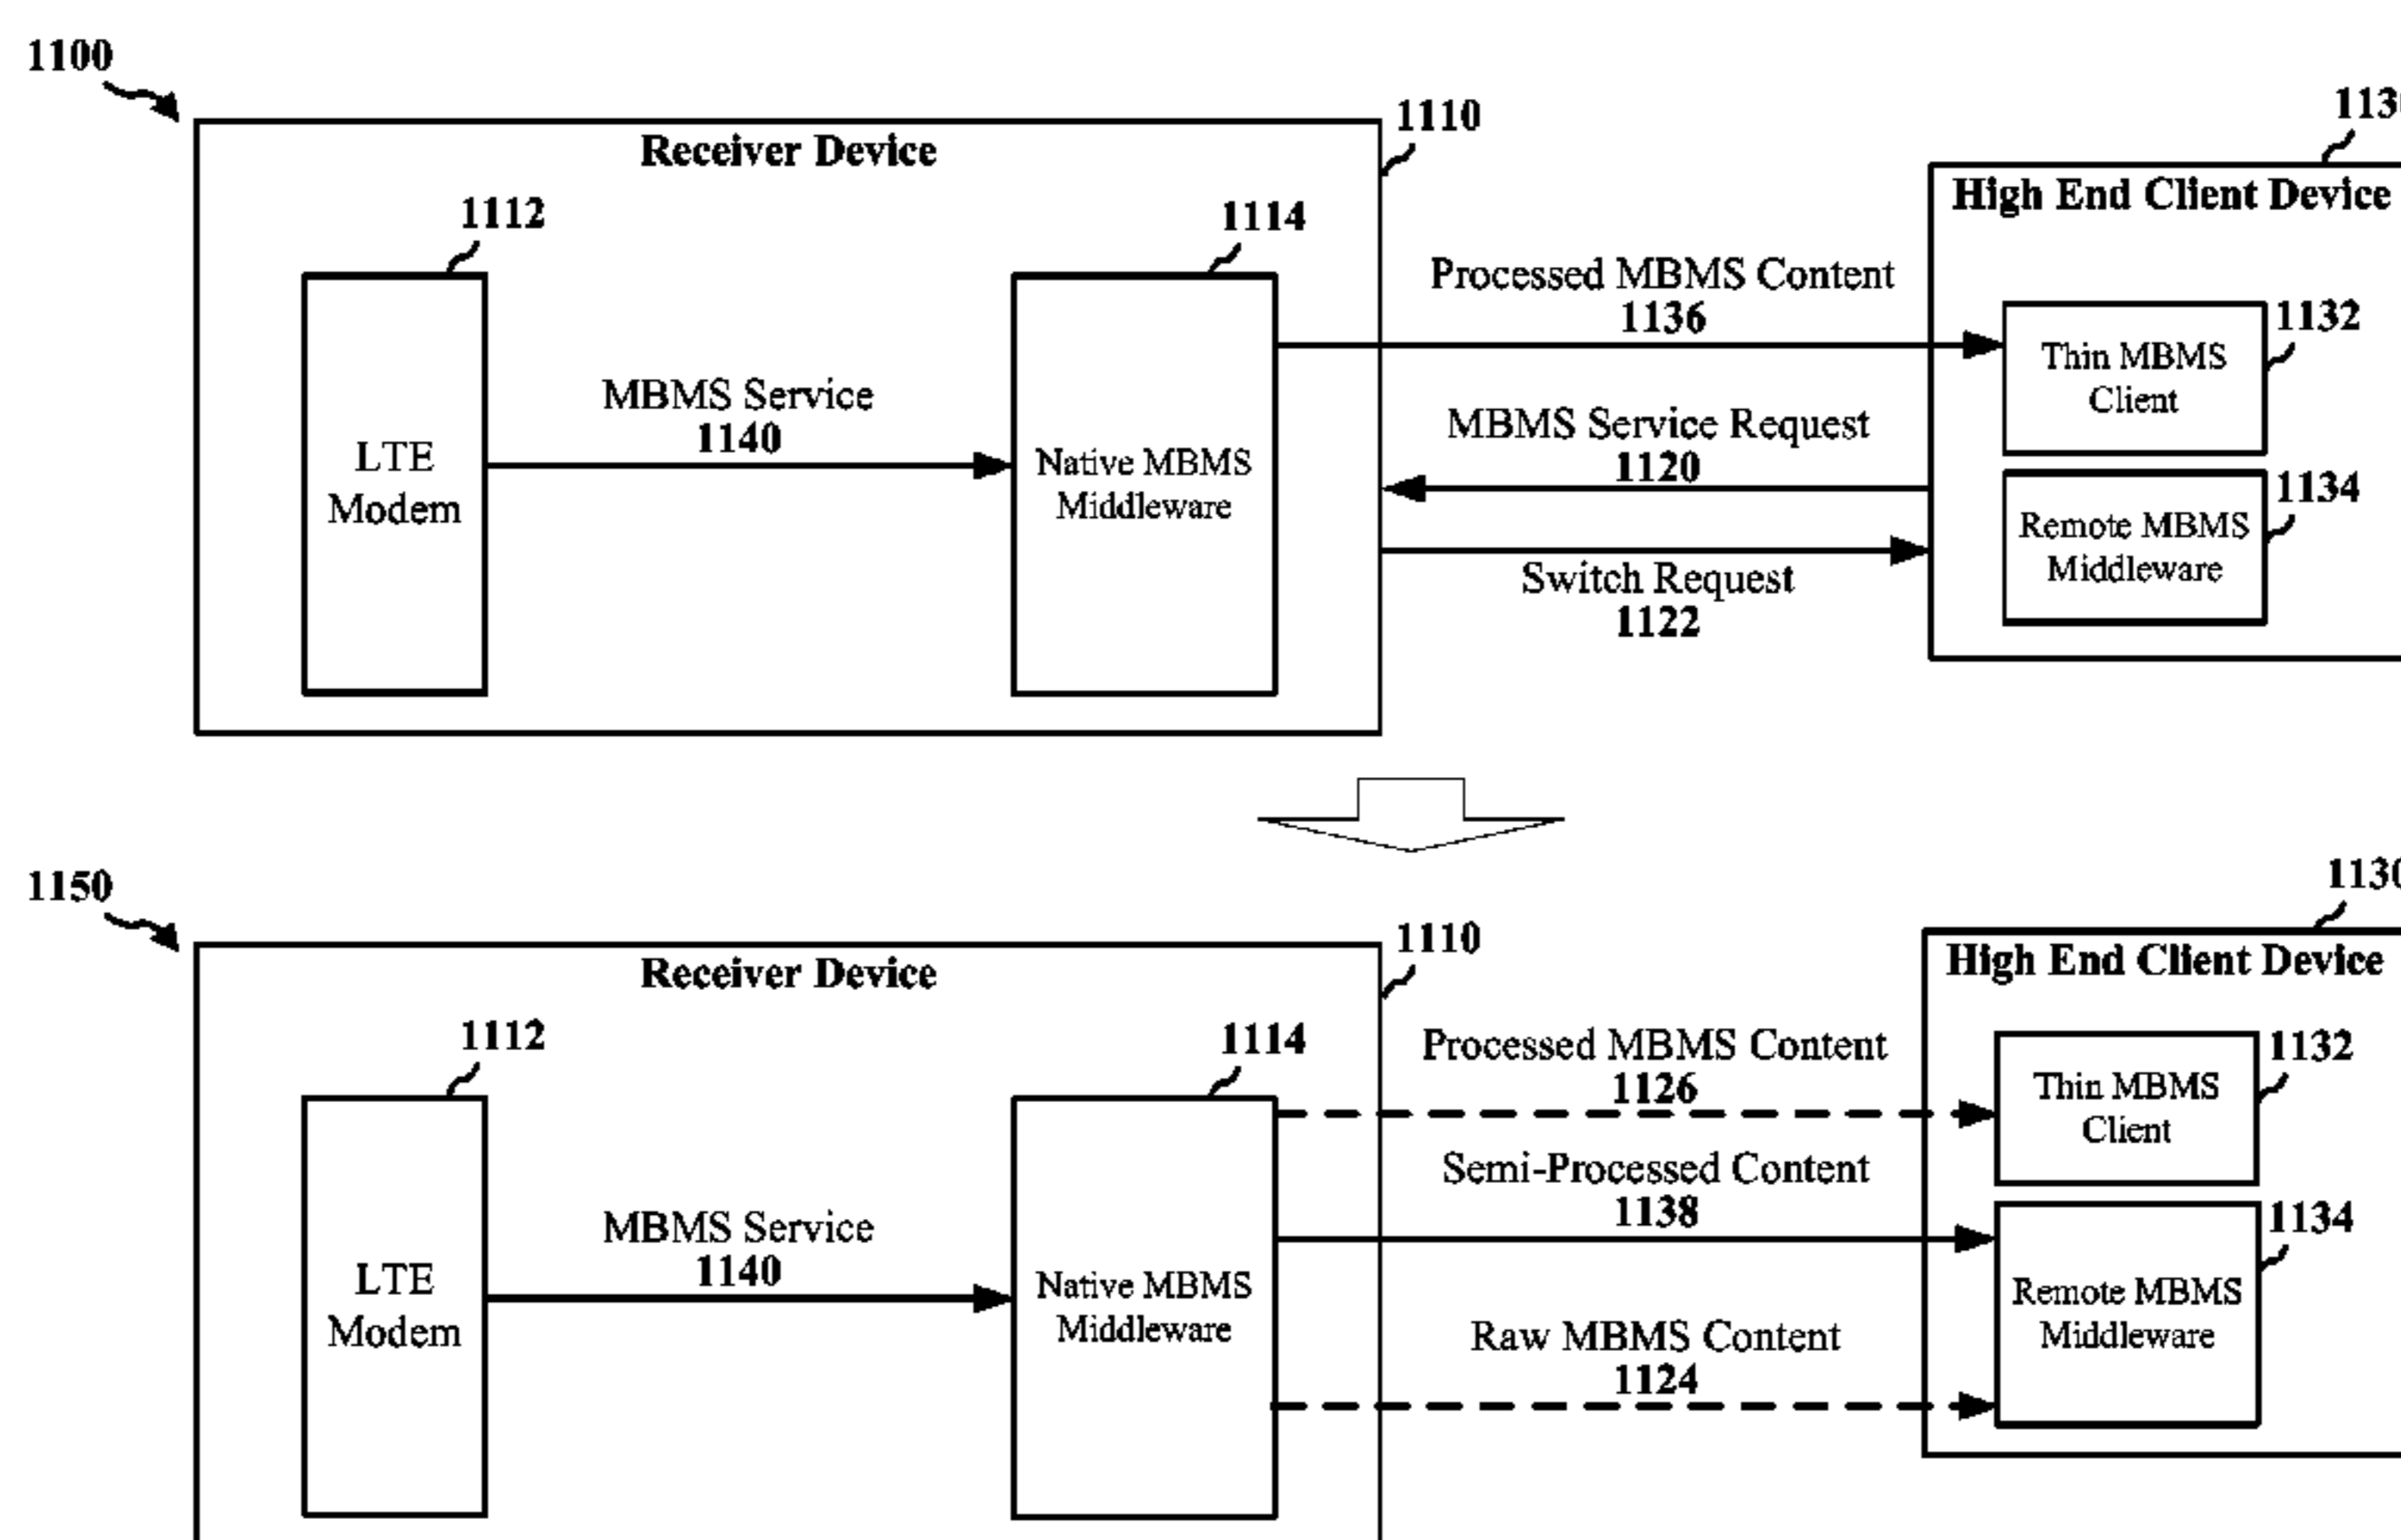 1100
Receiver Device
1110
1112
LTE
Modem
MBMS Service
1140
1114
Native MBMS
Middleware
Processed MBMS Content
1136
MBMS Service Request
1120
Switch Request
1122
High End Client Device
1132
Thin MBMS
Client
1134
Remote MBMS
Middleware
1150
Receiver Device
1110
1112
LTE
Modem
MBMS Service
1140
1114
Native MBMS
Middleware
Processed MBMS Content
1126
Semi-Processed Content
1138
Raw MBMS Content
1124
1130
High End Client Device
1132
Thin MBMS
Client
1134
Remote MBMS
Middleware